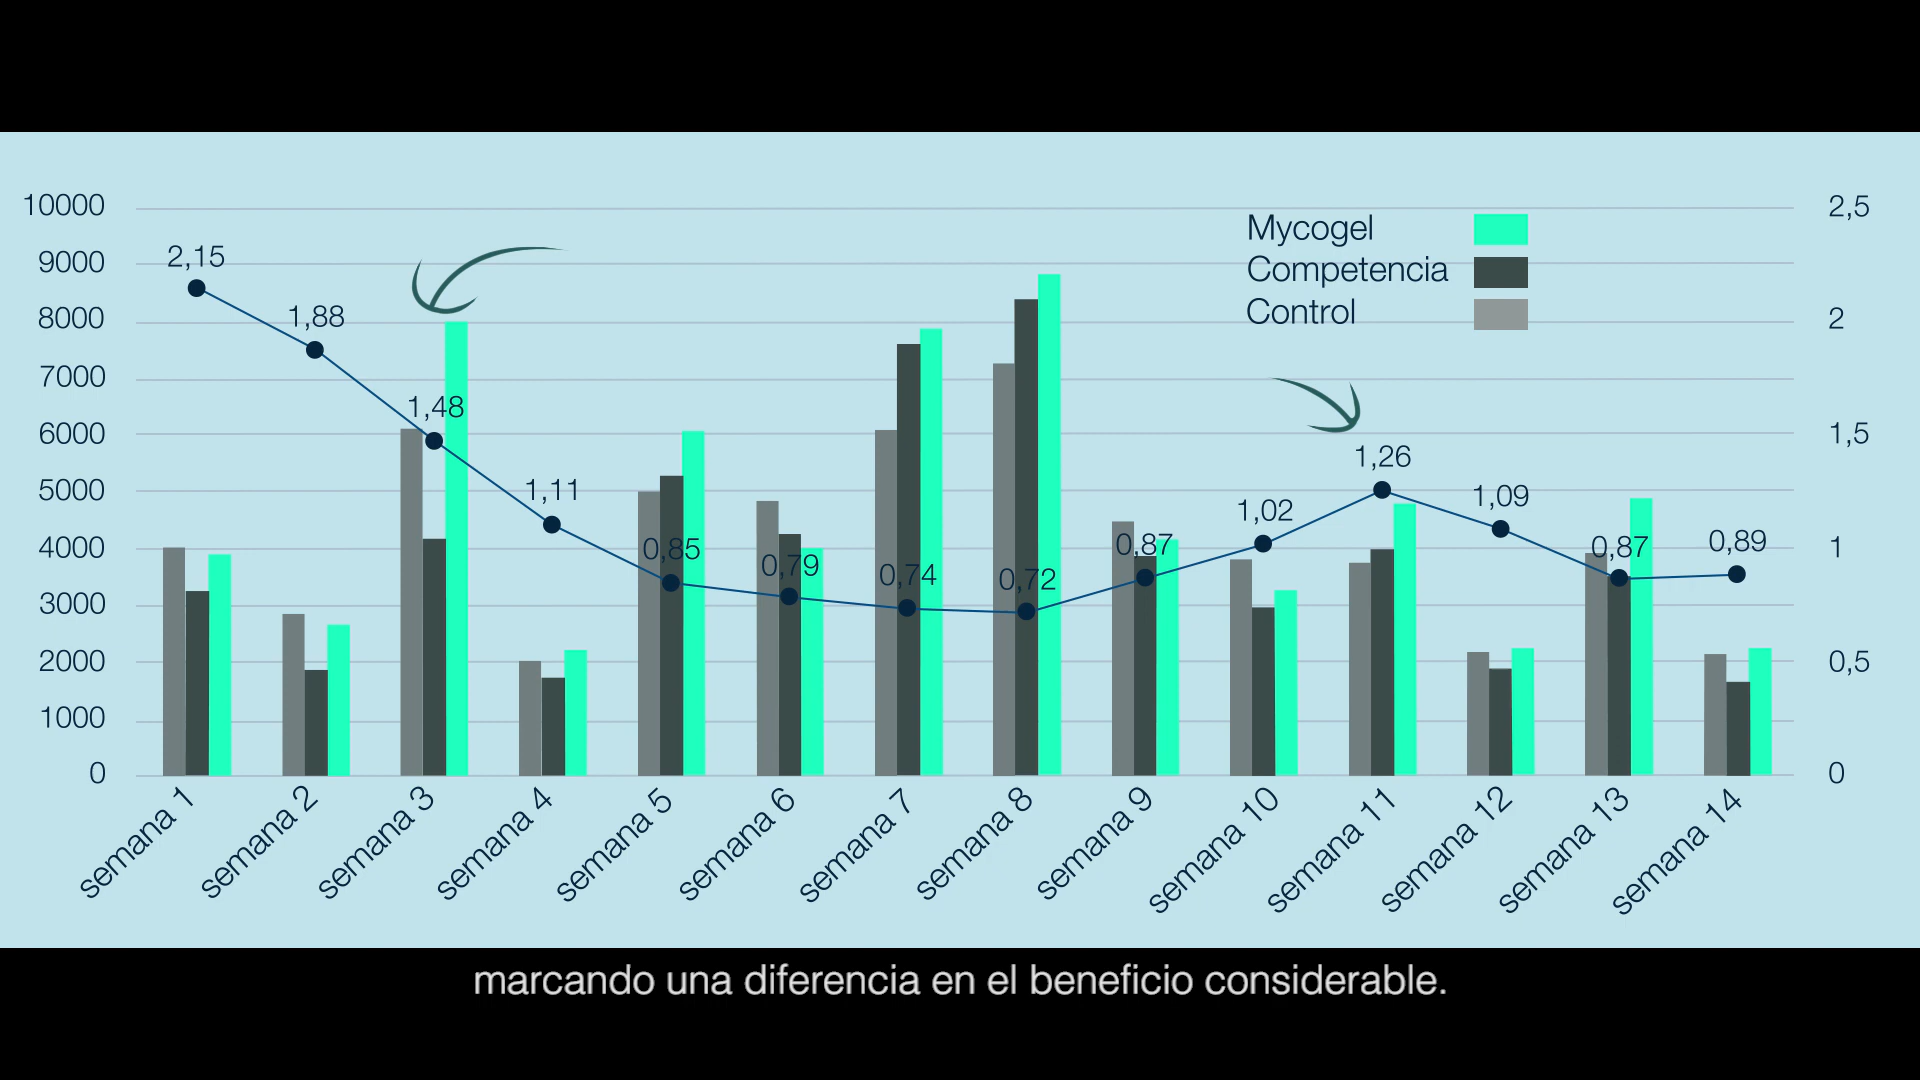 10000
9000
8000
7000
6000
5000
4000
3000
2000
1000
0
2,5
2
1,5
1
0,5
0
Mycogel
Competencia
Control
2,15
1,88
1,48
1,11
0,85
0,79
0,74
0,72
0,87
1,02
1,26
1,09
0,87
0,89
semana 1
semana 2
semana 3
semana 4
semana 5
semana 6
semana 7
semana 8
semana 9
semana 10
semana 11
semana 12
semana 13
semana 14
marcando una diferencia en el beneficio considerable.